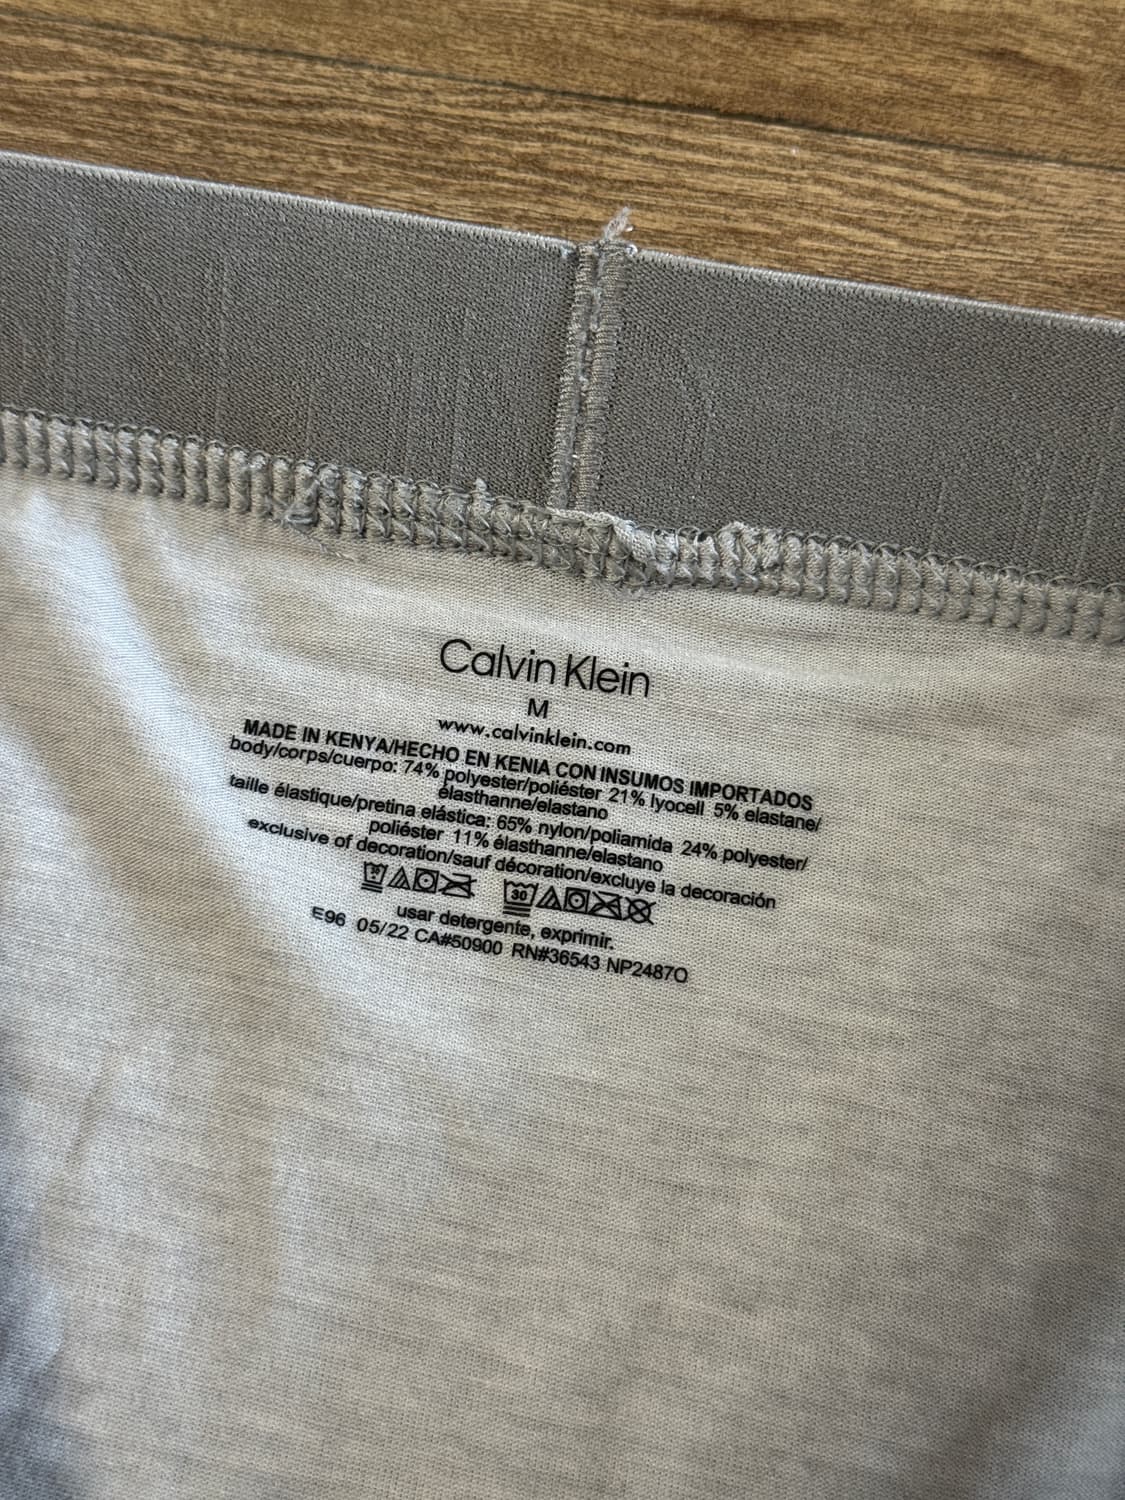 Calvin Klein
M
www.calvinklein.com
MADE IN KENYA/HECHO EN KENIA CON INSUMOS IMPORTADOS
body/corps/cuerpo: 74% polyester/poliéster 21% lyocell 5% elastane/
élasthanne/elastano
taille élastique/pretina elástica: 65% nylon/poliamida 24% polyester/
poliéster 11% élasthanne/elastano
exclusive of decoration/sauf décoration/excluye la decoración
30 30
usar detergente, exprimir.
E96 05/22 CA#50900 RN#36543 NP2487O